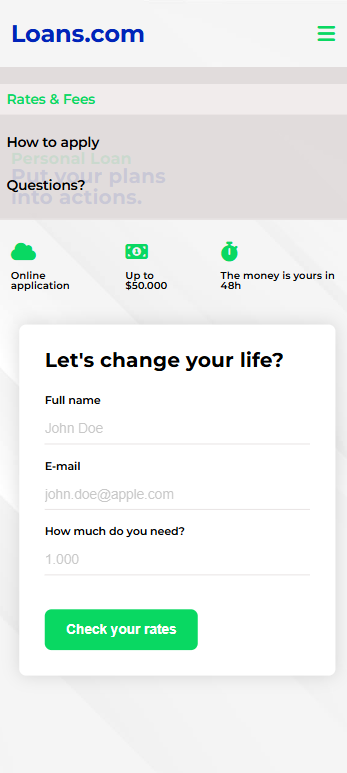 Loans.com
Rates & Fees
How to apply
Personal Loan
Put your plans
Questions?
into actions.
Online
application
Up to
$50.000
The money is yours in
48h
Let's change your life?
Full name
John Doe
E-mail
john.doe@apple.com
How much do you need?
1.000
Check your rates